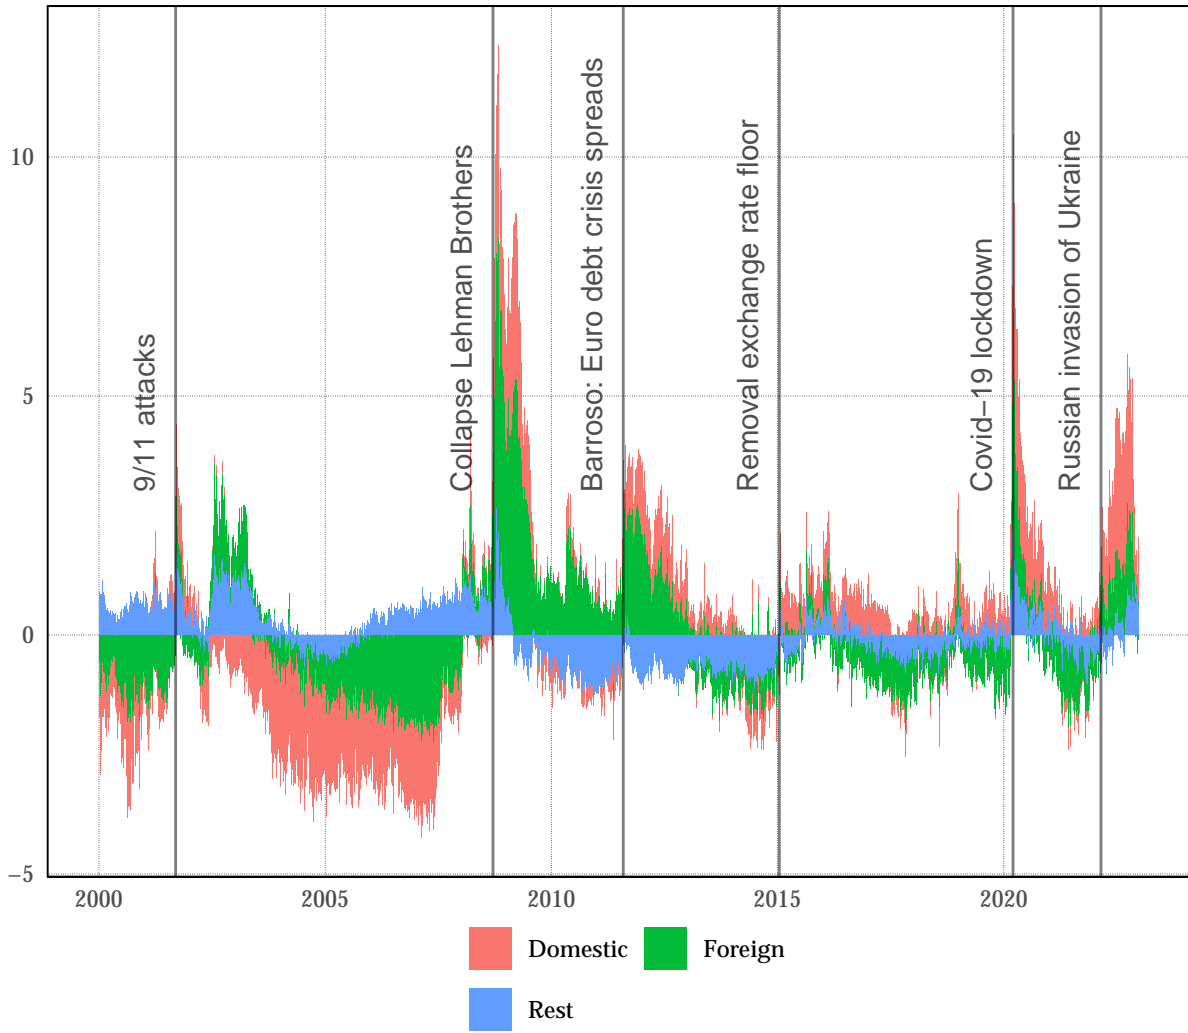 10
5
0
−5
9/11 attacks
Collapse Lehman Brothers
Barroso: Euro debt crisis spreads
Removal exchange rate floor
Covid−19 lockdown
Russian invasion of Ukraine
2000
2005
2010
2015
2020
Domestic
Foreign
Rest